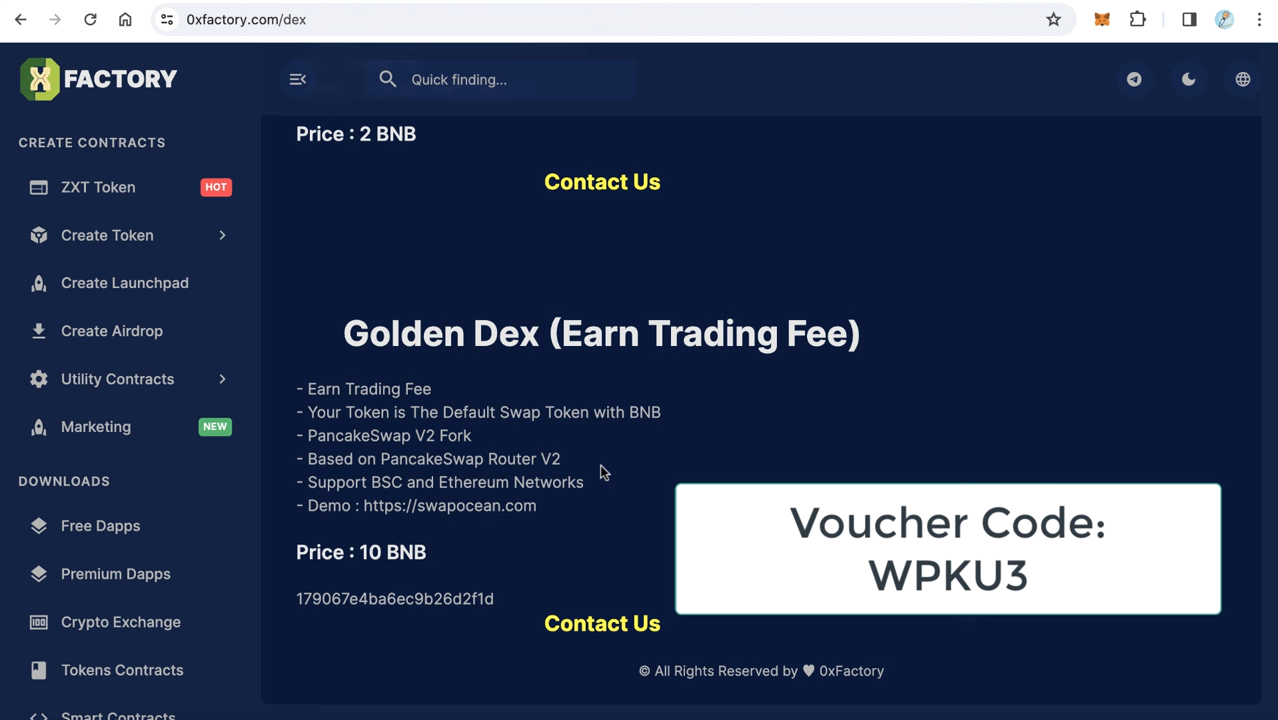 0xfactory.com/dex
FACTORY
Quick finding...
CREATE CONTRACTS
ZXT Token
HOT
Create Token
Create Launchpad
Create Airdrop
Utility Contracts
Marketing
NEW
DOWNLOADS
Free Dapps
Premium Dapps
Crypto Exchange
Tokens Contracts
Smart Contracts
Price : 2 BNB
Contact Us
Golden Dex (Earn Trading Fee)
- Earn Trading Fee
- Your Token is The Default Swap Token with BNB
- PancakeSwap V2 Fork
- Based on PancakeSwap Router V2
- Support BSC and Ethereum Networks
- Demo : https://swapocean.com
Price : 10 BNB
179067e4ba6ec9b26d2f1d
Contact Us
Voucher Code:
WPKU3
© All Rights Reserved by ♥ 0xFactory